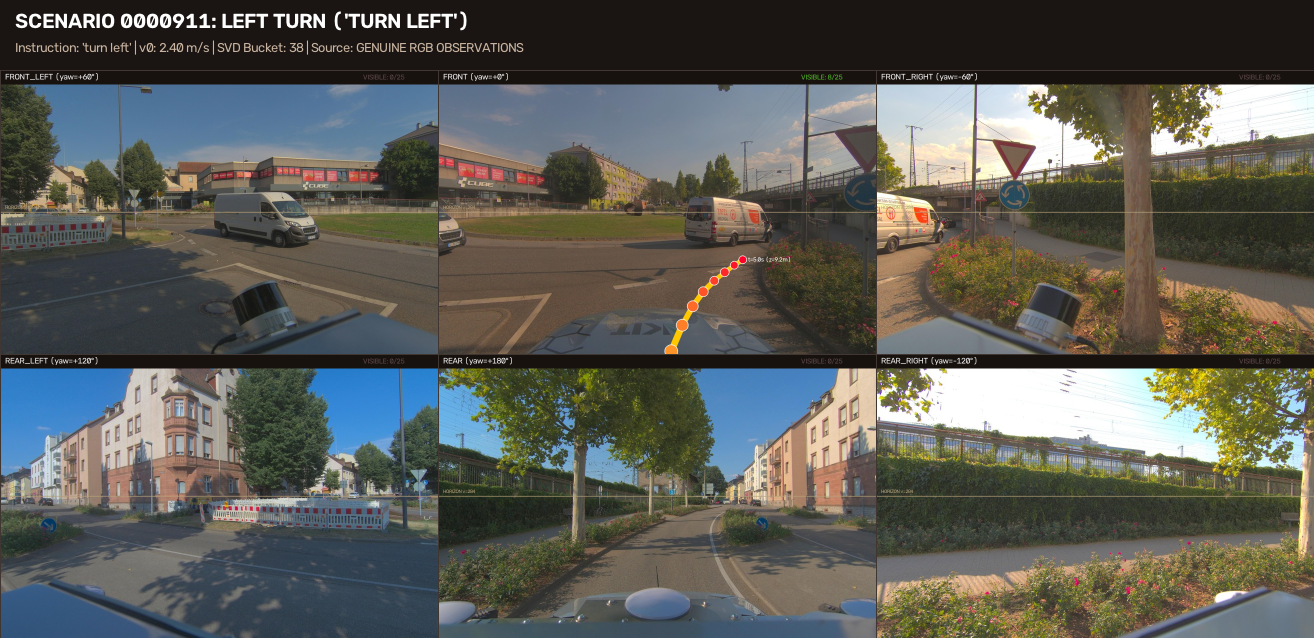 SCENARIO 0000911: LEFT TURN ('TURN LEFT')
Instruction: 'turn left' | v0: 2.40 m/s | SVD Bucket: 38 | Source: GENUINE RGB OBSERVATIONS
FRONT_LEFT (yaw=+60°)
VISIBLE: 0/25
FRONT (yaw=+0°)
VISIBLE: 8/25
FRONT_RIGHT (yaw=-60°)
VISIBLE: 0/25
CUBE
CUBE
t=5.0s (z=9.2m)
REAR_LEFT (yaw=+120°)
VISIBLE: 0/25
REAR (yaw=+180°)
VISIBLE: 0/25
REAR_RIGHT (yaw=-120°)
VISIBLE: 0/25